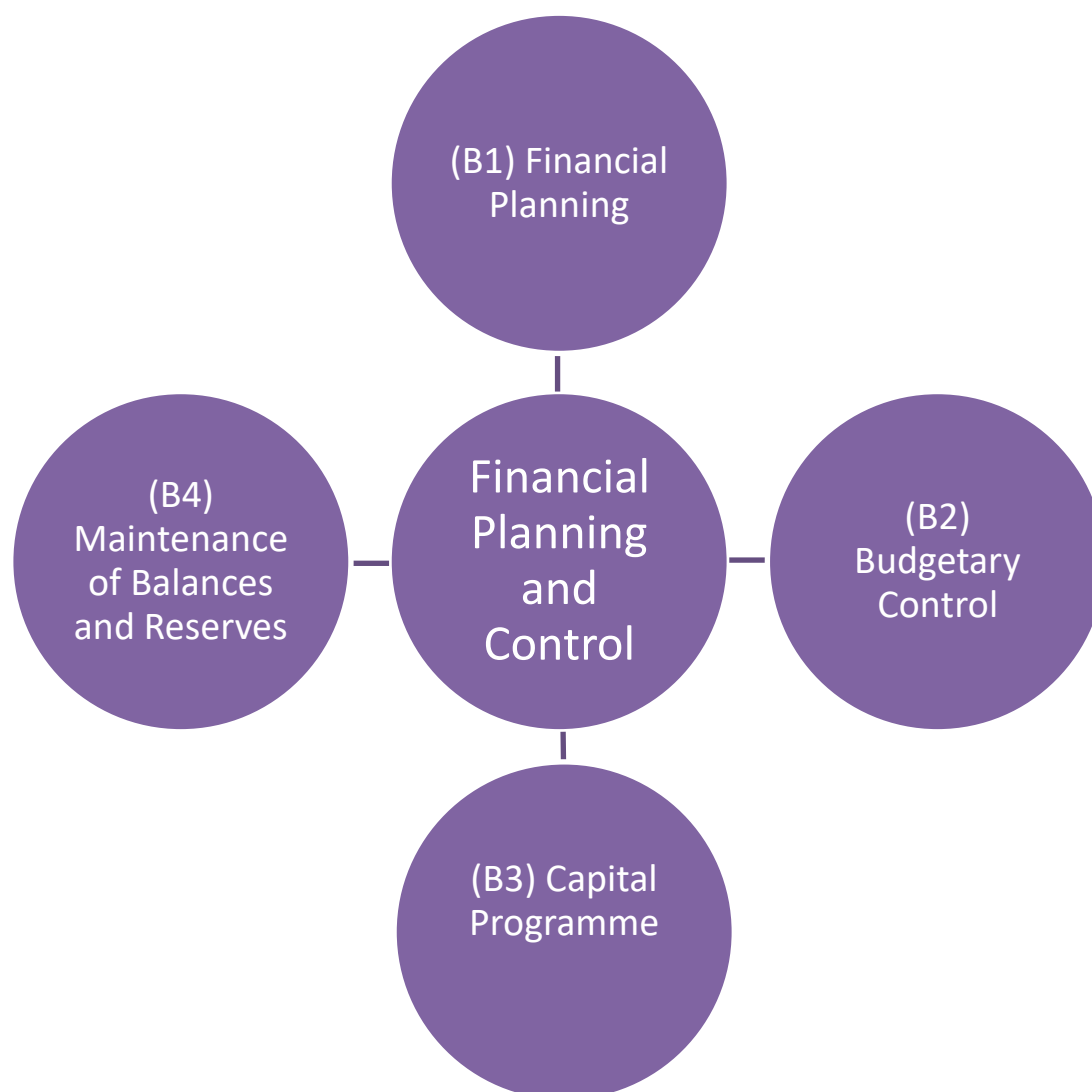 (B1) Financial
Planning
(B4)
Maintenance
of Balances
and Reserves
Financial
Planning
and
Control
(B2)
Budgetary
Control
(B3) Capital
Programme